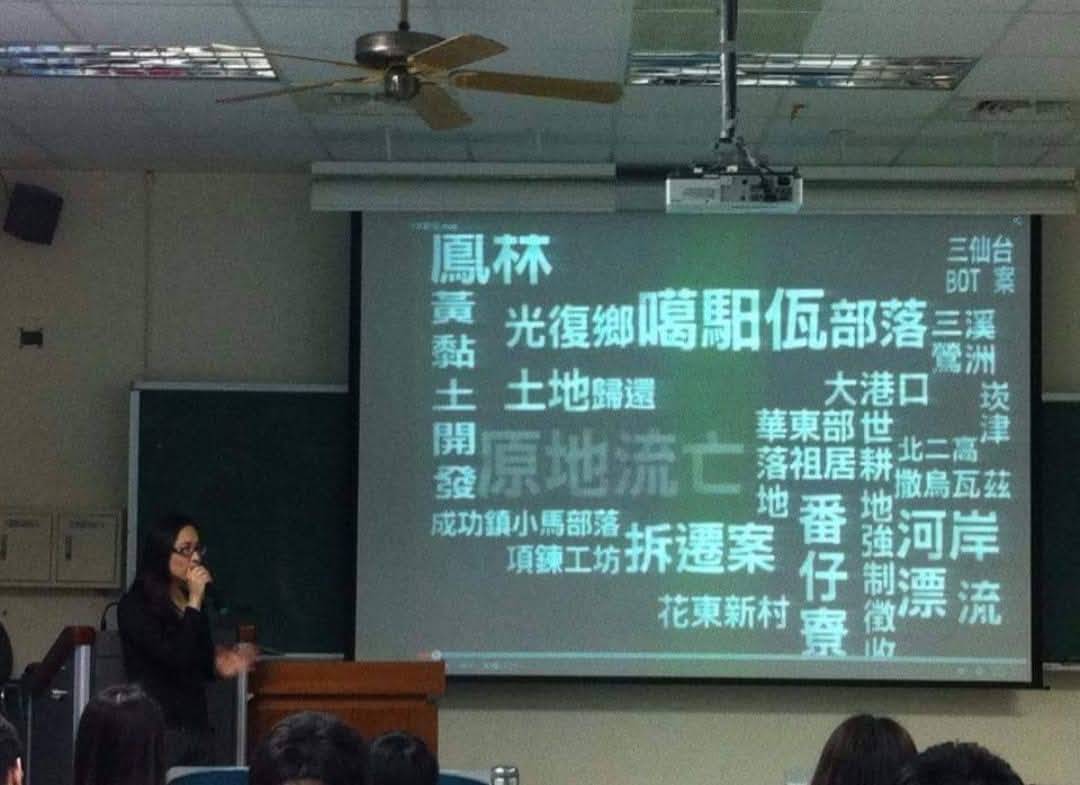 鳳林
黃黏土開發
光復鄉噶馹佤部落
土地歸還
原地流亡
成功鎮小馬部落
項鍊工坊拆遷案
花東新村
三仙台
BOT 案
三溪
鶯洲
大港口
崁津
華東部落祖居地
世耕地強制徵收
北二高
撒烏瓦茲
番仔寮
河岸
漂流